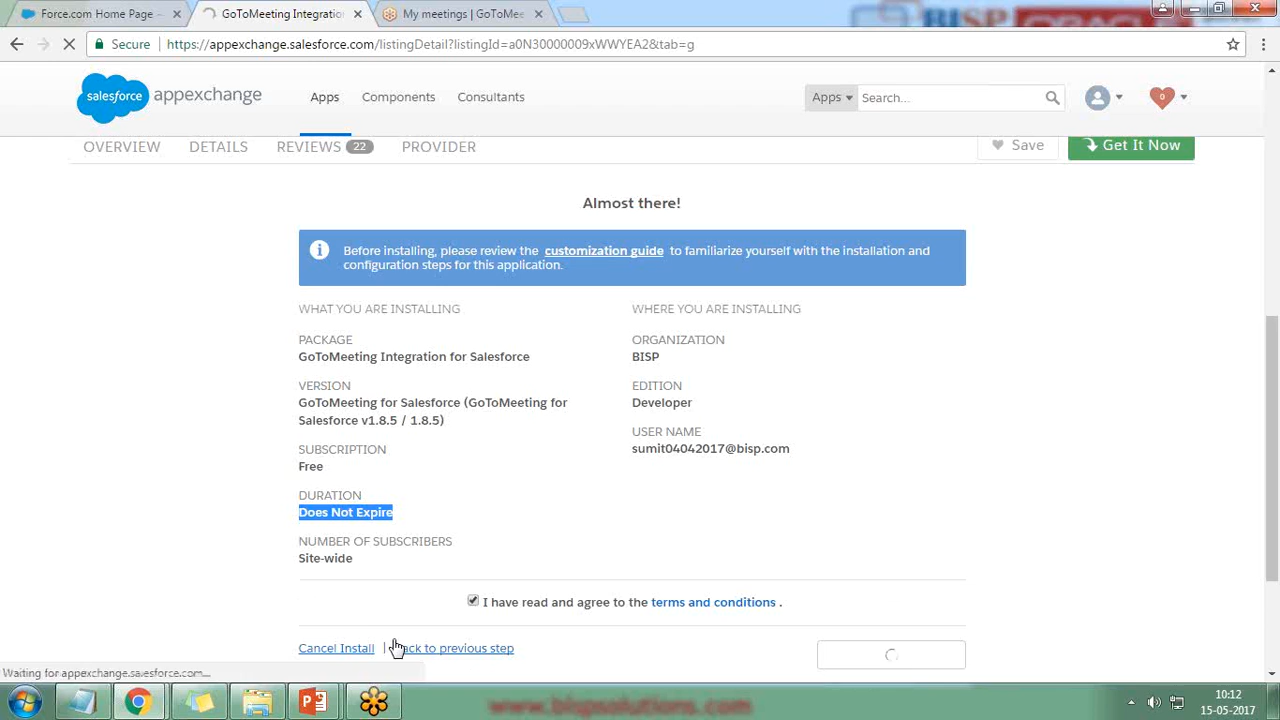 Force.com Home Page
GoToMeeting Integration
My meetings | GoToMee
BISP
Secure
https://appexchange.salesforce.com/listingDetail?listingId=a0N30000009xWWYEA2&tab=g
salesforce
appexchange
Apps
Components
Consultants
Apps
Search...
0
OVERVIEW
DETAILS
REVIEWS 22
PROVIDER
Save
Get It Now
Almost there!
Before installing, please review the customization guide to familiarize yourself with the installation and
configuration steps for this application.
WHAT YOU ARE INSTALLING
WHERE YOU ARE INSTALLING
PACKAGE
GoToMeeting Integration for Salesforce
ORGANIZATION
BISP
VERSION
GoToMeeting for Salesforce (GoToMeeting for
Salesforce v1.8.5 / 1.8.5)
EDITION
Developer
USER NAME
sumit04042017@bisp.com
SUBSCRIPTION
Free
DURATION
Does Not Expire
NUMBER OF SUBSCRIBERS
Site-wide
I have read and agree to the terms and conditions .
Cancel Install | ack to previous step
Waiting for appexchange.salesforce.com...
www.bispsolutions.com
10:12
15-05-2017